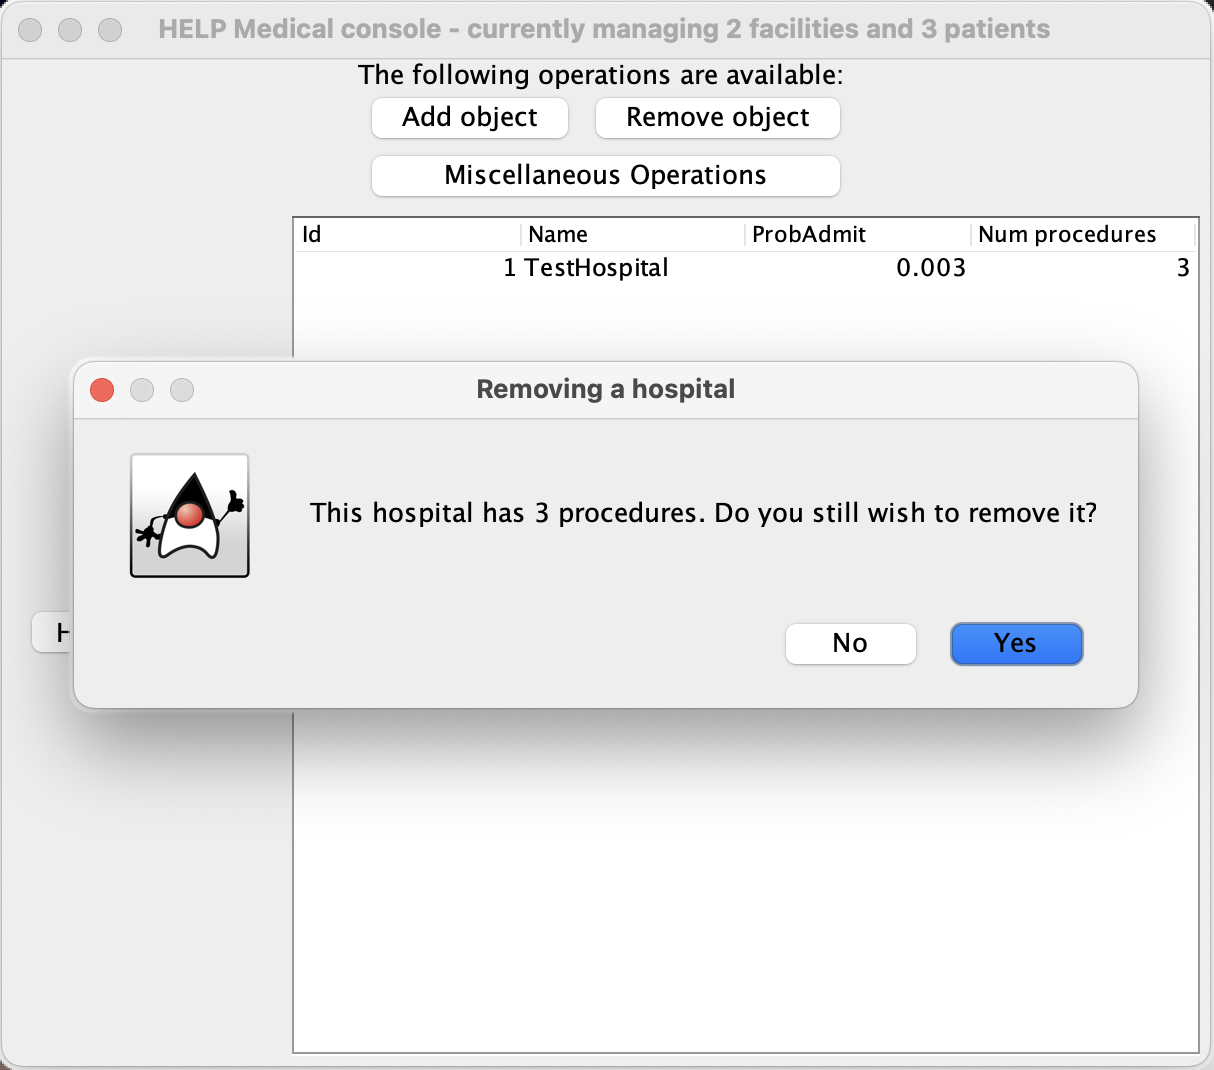 HELP Medical console - currently managing 2 facilities and 3 patients
The following operations are available:
Add object Remove object
Miscellaneous Operations
Id Name ProbAdmit Num procedures
1 TestHospital 0.003 3
Removing a hospital
This hospital has 3 procedures. Do you still wish to remove it?
No Yes